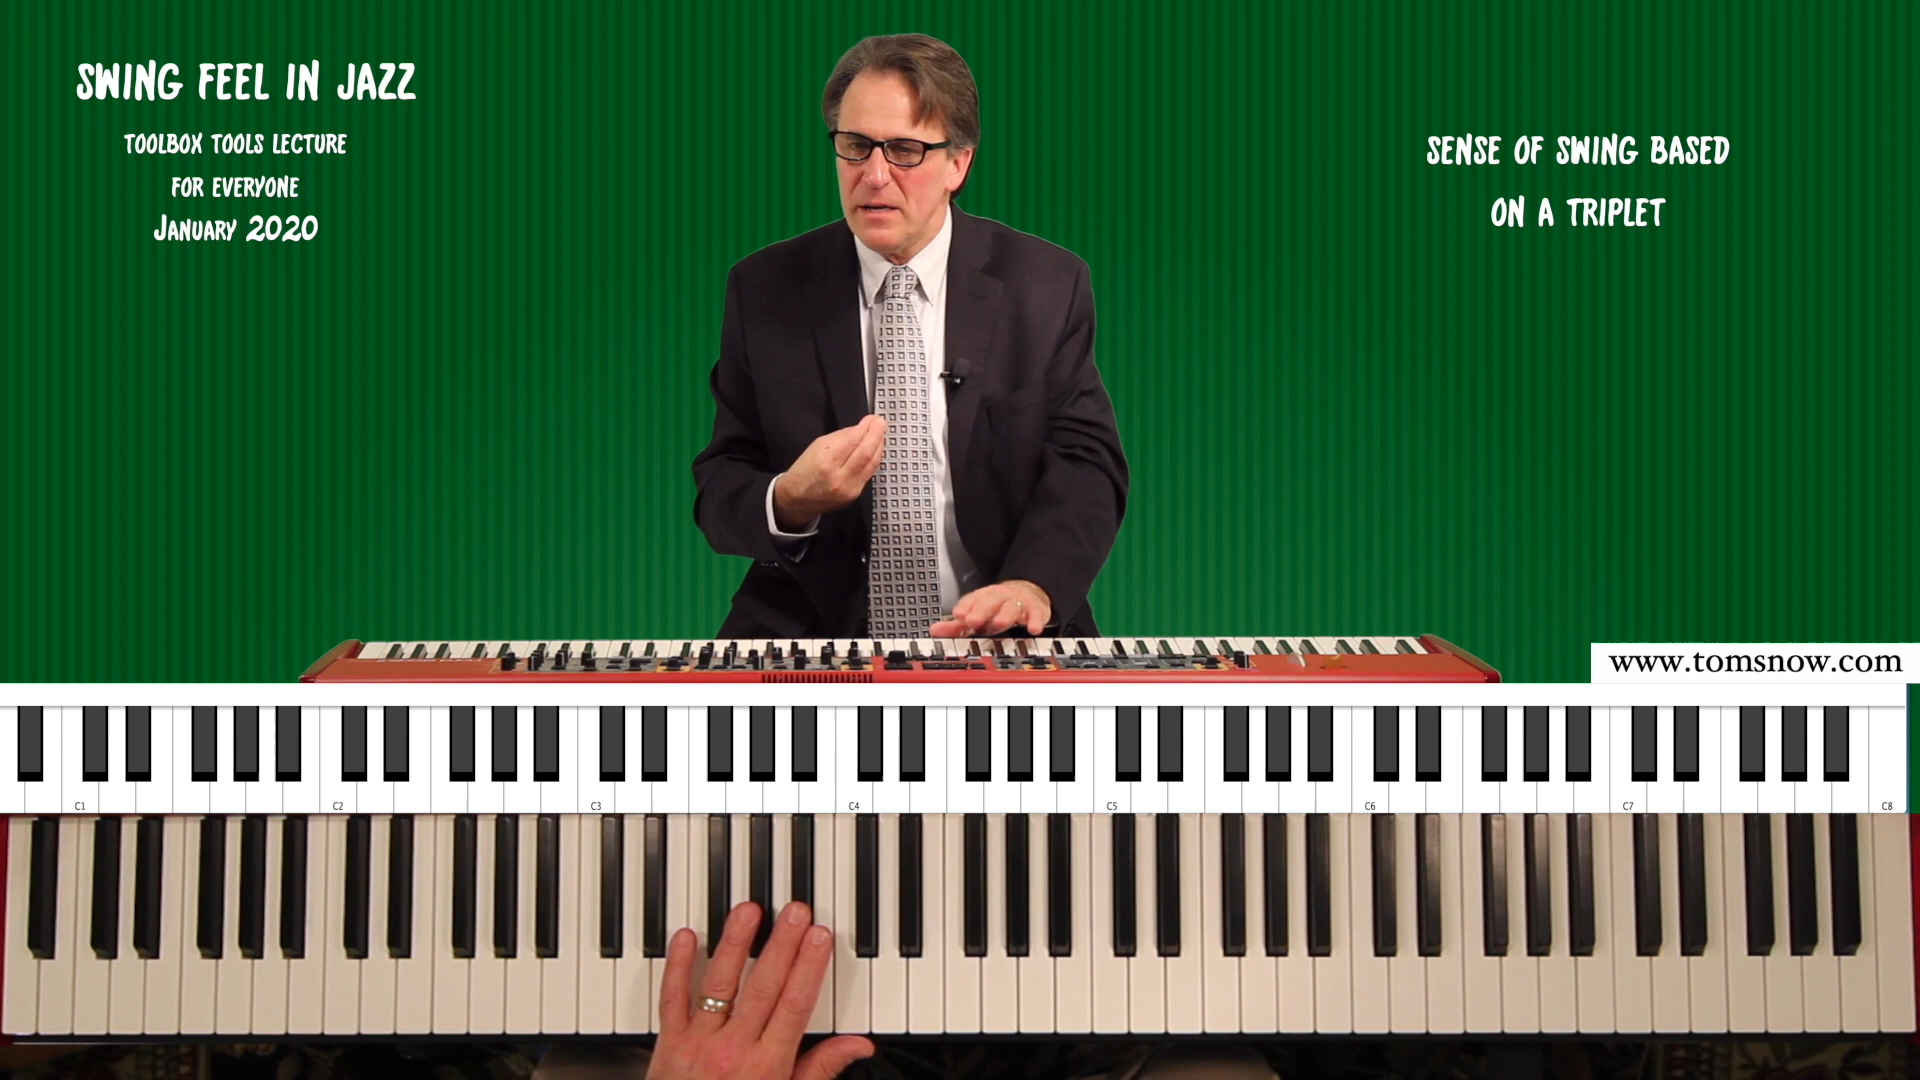 SWING FEEL IN JAZZ
TOOLBOX TOOLS LECTURE
FOR EVERYONE
JANUARY 2020
SENSE OF SWING BASED
ON A TRIPLET
www.tomsnow.com
C1 C2 C3 C4 C5 C6 C7 C8